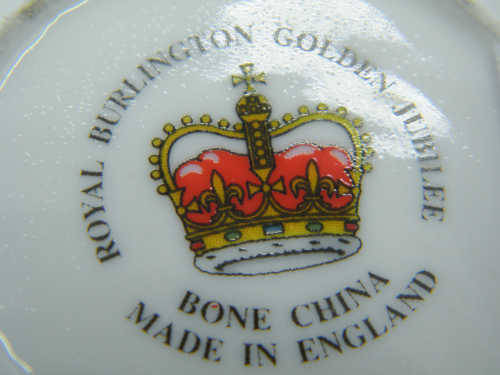 ROYAL BURLINGTON GOLDEN JUBILEE
BONE CHINA
MADE IN ENGLAND